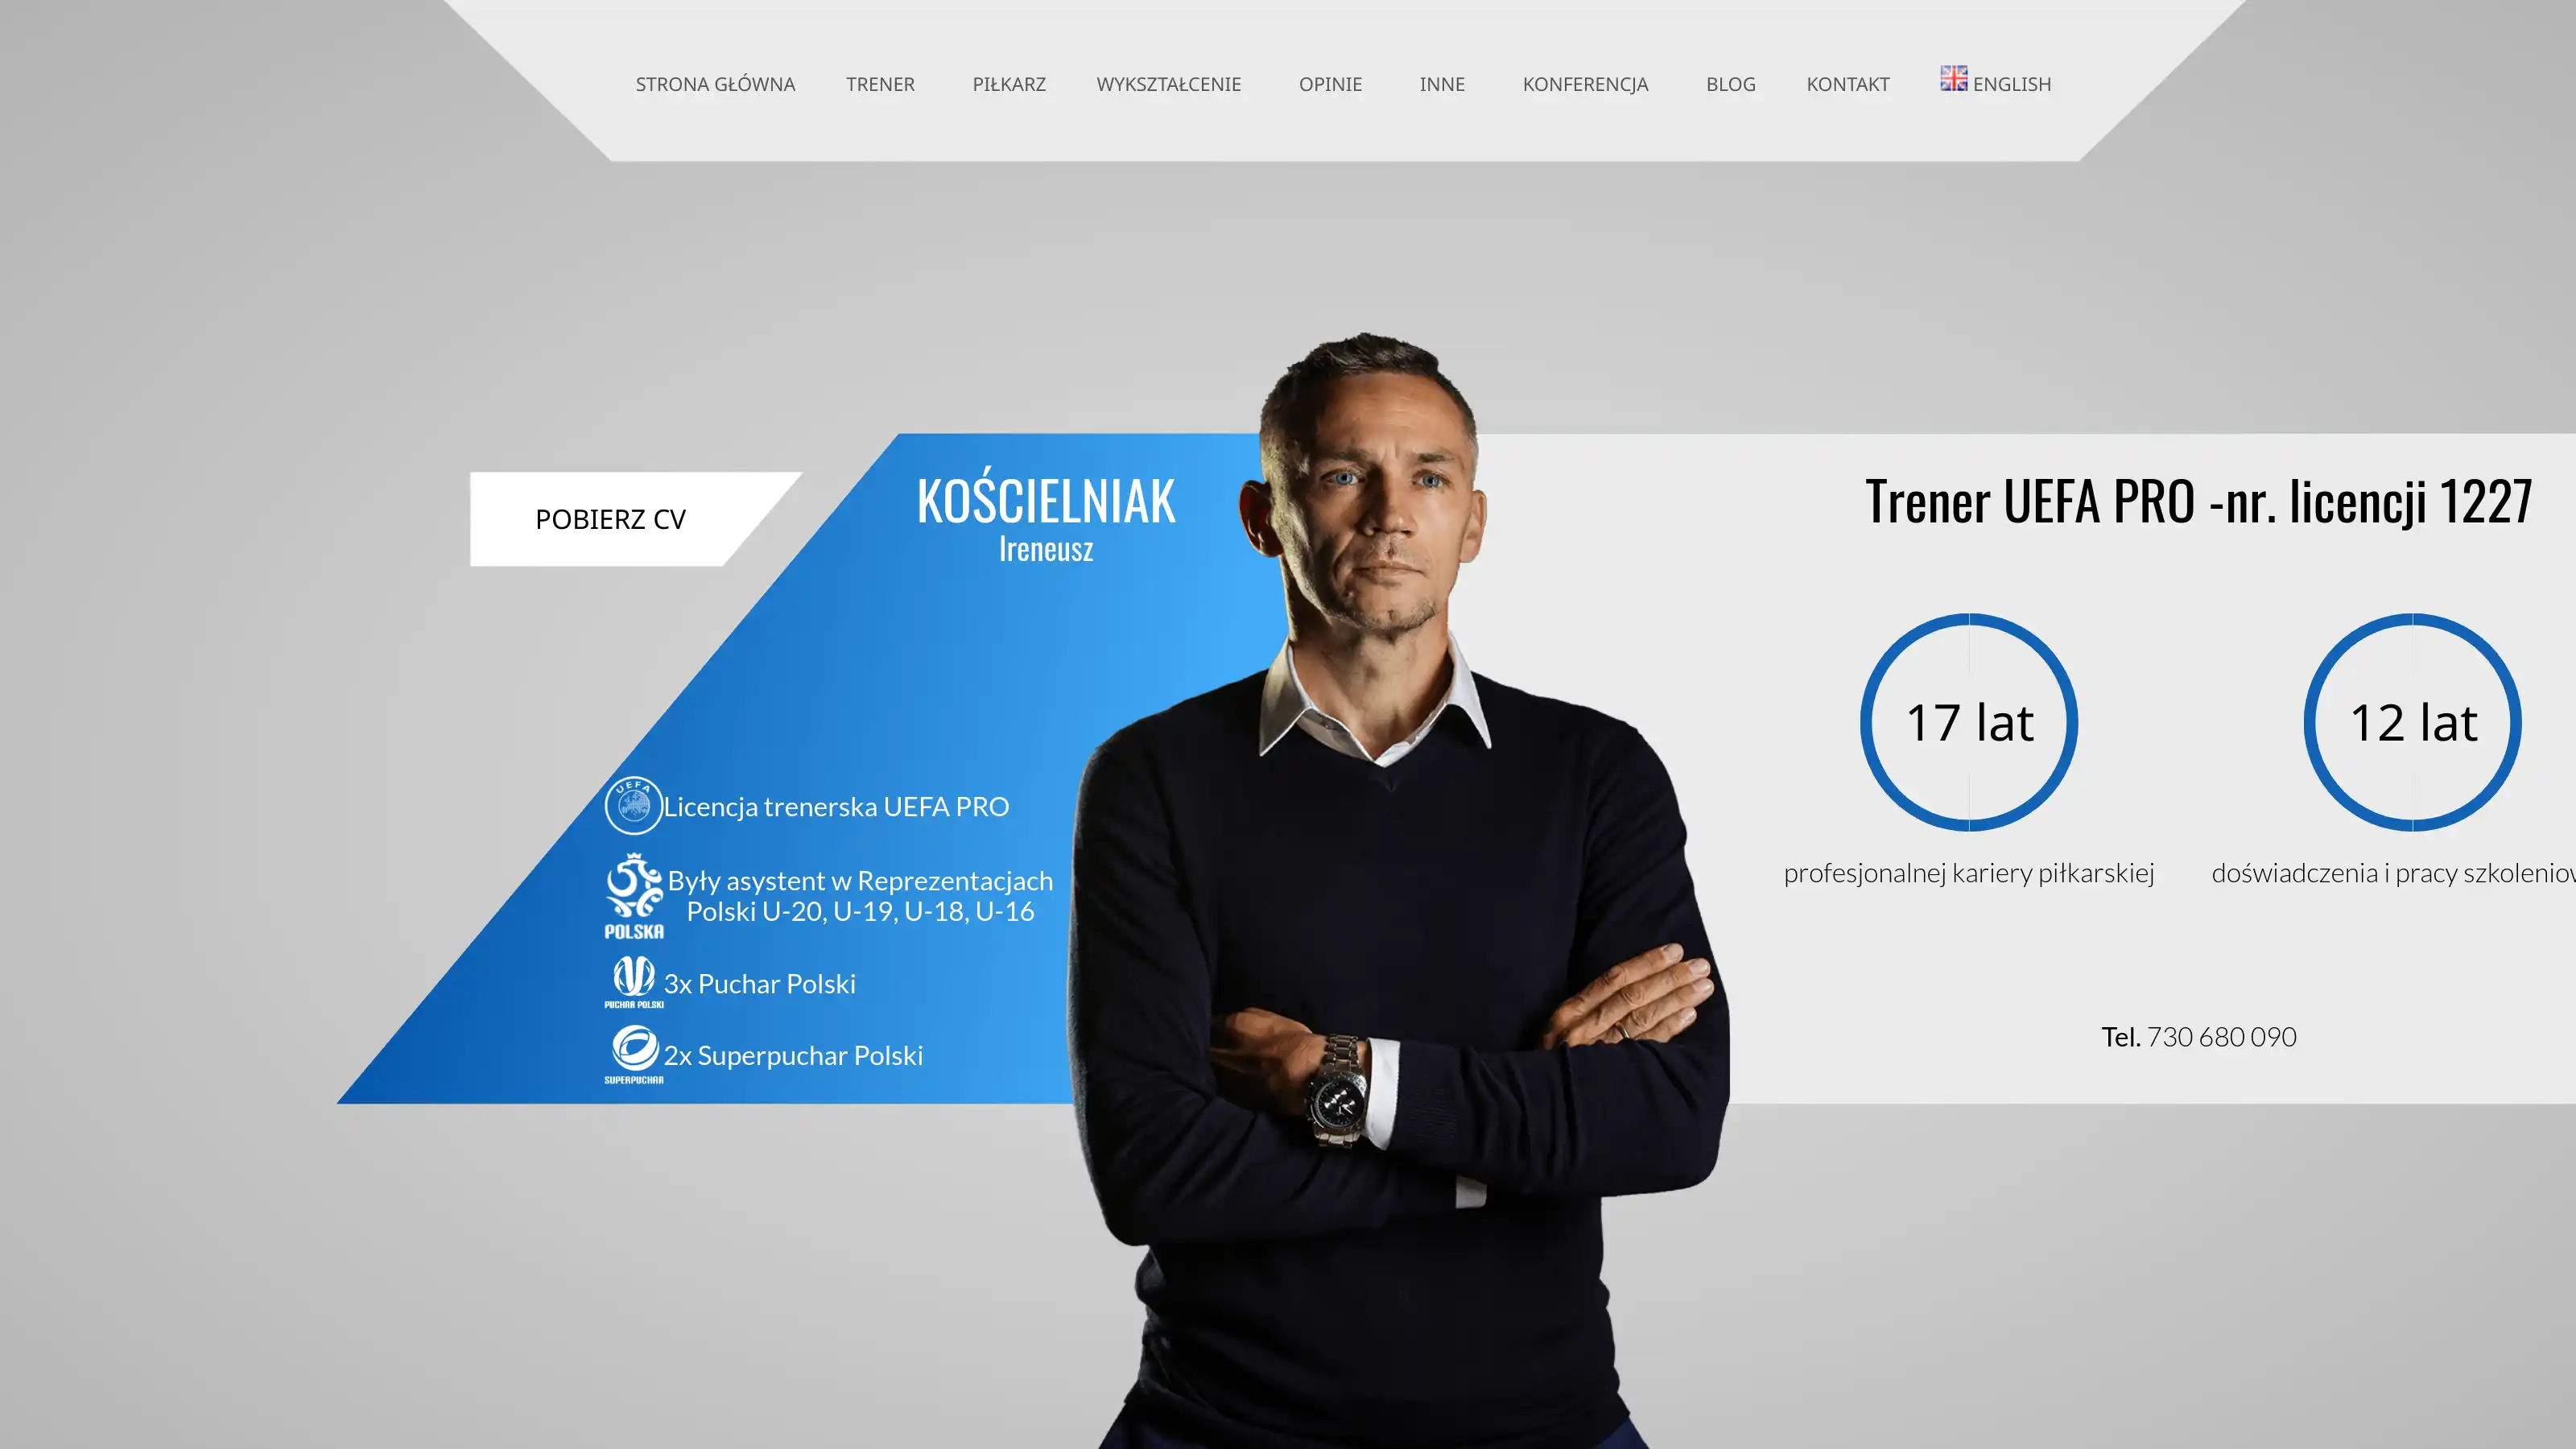 STRONA GŁÓWNA TRENER PIŁKARZ WYKSZTAŁCENIE OPINIE INNE KONFERENCJA BLOG KONTAKT ENGLISH
POBIERZ CV
KOŚCIELNIAK
Ireneusz
UEFA
Licencja trenerska UEFA PRO
POLSKA
Były asystent w Reprezentacjach
Polski U-20, U-19, U-18, U-16
PUCHAR POLSKI
3x Puchar Polski
SUPERPUCHAR
2x Superpuchar Polski
Trener UEFA PRO -nr. licencji 1227
17 lat
profesjonalnej kariery piłkarskiej
12 lat
doświadczenia i pracy
Tel. 730 680 090